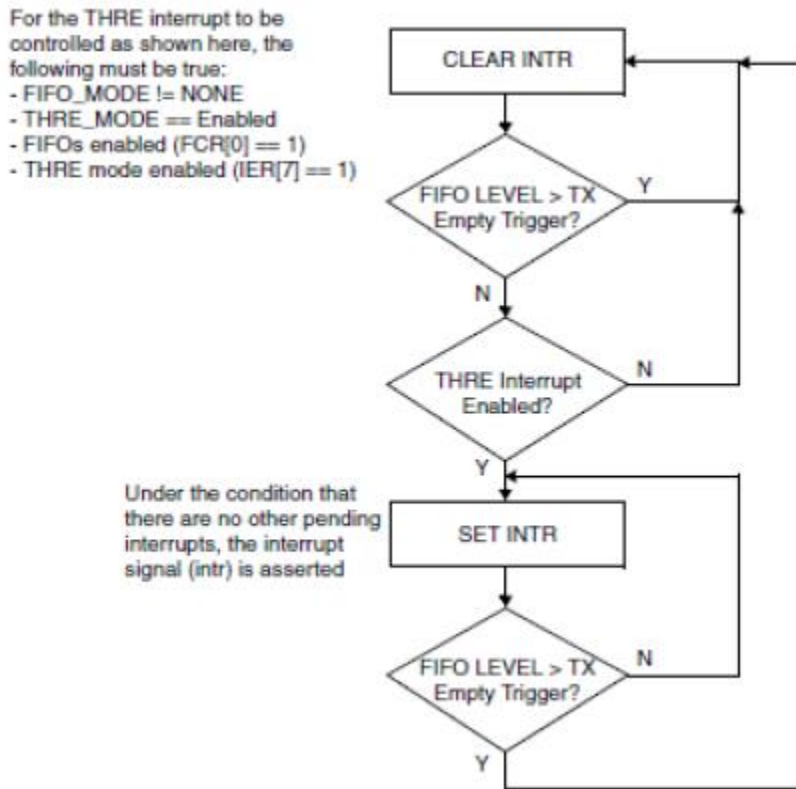 For the THRE interrupt to be
controlled as shown here, the
following must be true:
- FIFO_MODE != NONE
- THRE_MODE == Enabled
- FIFOs enabled (FCR[0] == 1)
- THRE mode enabled (IER[7] == 1)
CLEAR INTR
FIFO LEVEL > TX
Empty Trigger?
Y
N
THRE Interrupt
Enabled?
N
Y
Under the condition that
there are no other pending
interrupts, the interrupt
signal (intr) is asserted
SET INTR
FIFO LEVEL > TX
Empty Trigger?
N
Y